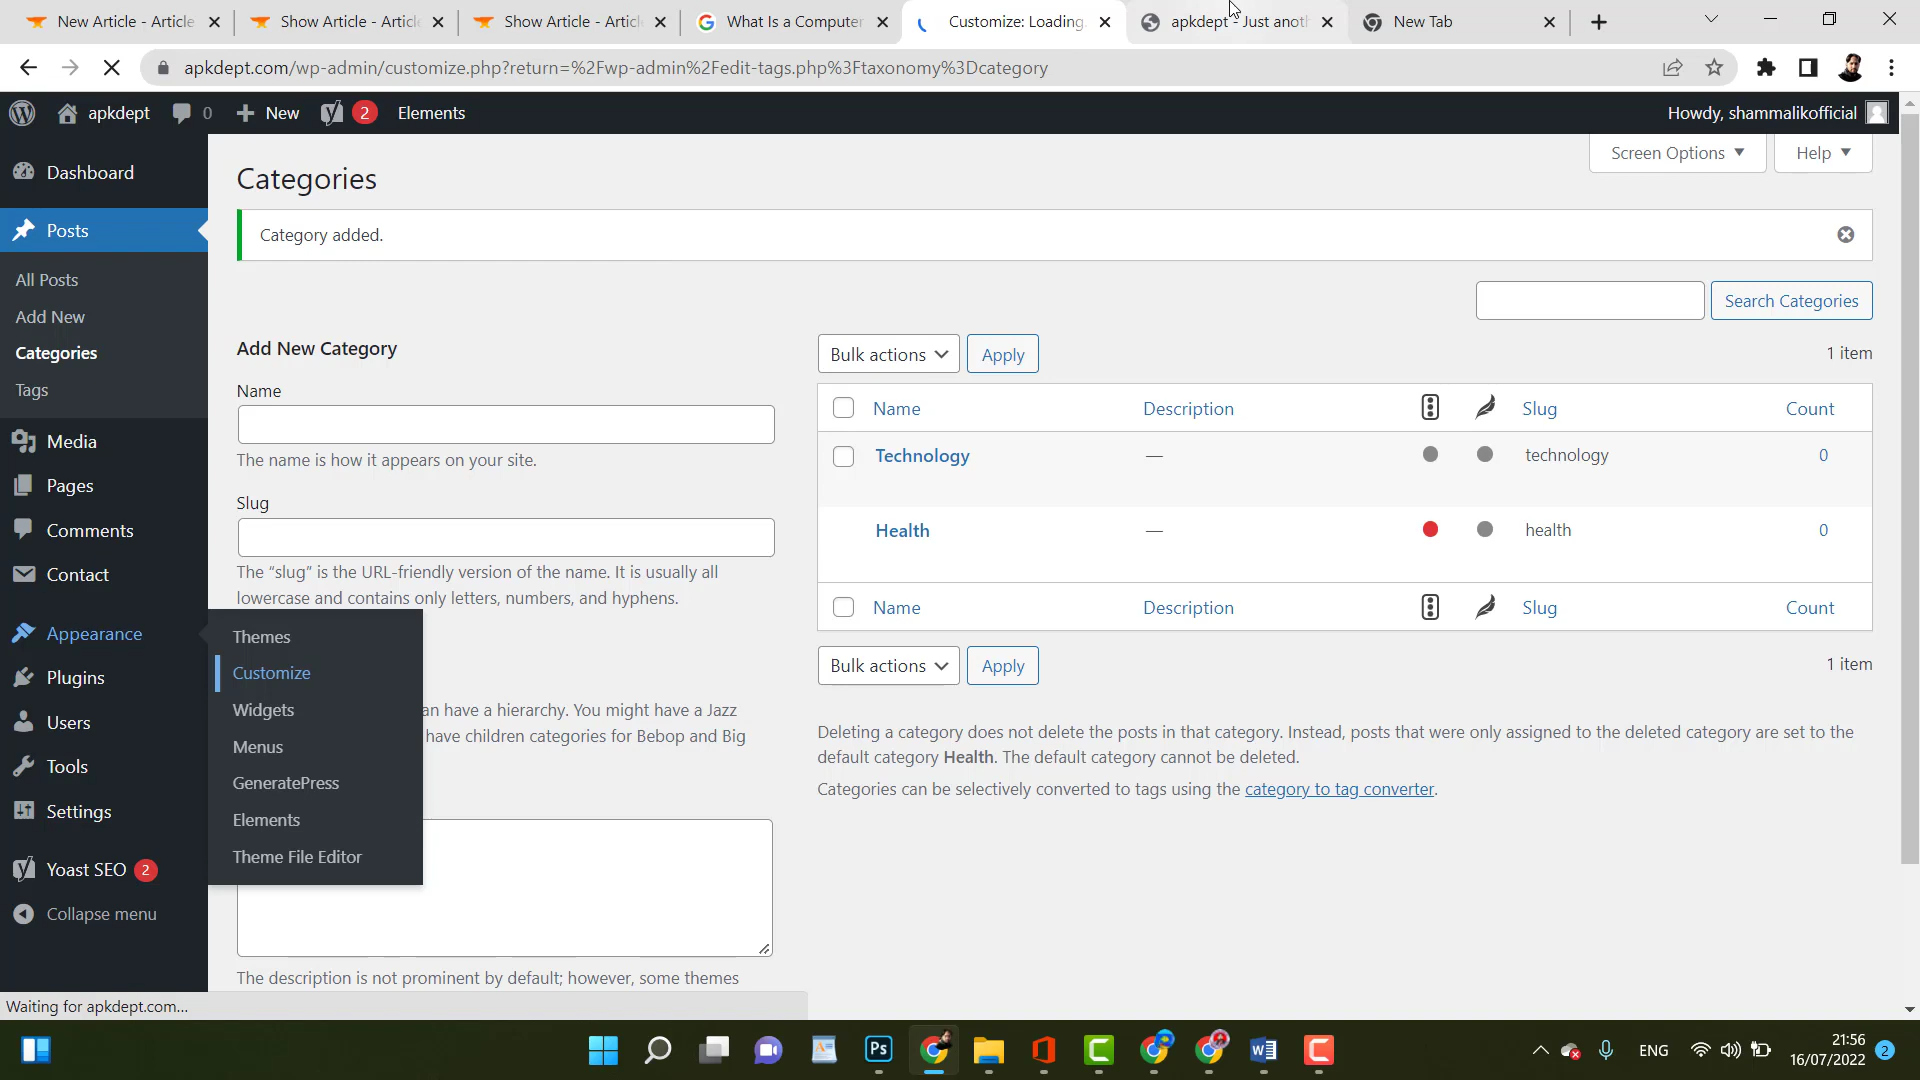 New Article - Article
Show Article - Articl
Show Article - Articl
What Is a Computer
Customize: Loading
apkdept - Just anoth
New Tab
apkdept.com/wp-admin/customize.php?return=%2Fwp-admin%2Fedit-tags.php%3Ftaxonomy%3Dcategory
apkdept
0
New
2
Elements
Howdy, shammalikofficial
Dashboard
Posts
All Posts
Add New
Categories
Tags
Media
Pages
Comments
Contact
Appearance
Plugins
Users
Tools
Settings
Yoast SEO 2
Collapse menu
Themes
Customize
Widgets
Menus
GeneratePress
Elements
Theme File Editor
Screen Options
Help
Categories
Category added.
Search Categories
Add New Category
Name
The name is how it appears on your site.
Slug
The “slug” is the URL-friendly version of the name. It is usually all
lowercase and contains only letters, numbers, and hyphens.
an have a hierarchy. You might have a Jazz
have children categories for Bebop and Big
The description is not prominent by default; however, some themes
Bulk actions
Apply
1 item
Name Description Slug Count
Technology — technology 0
Health — health 0
Name Description Slug Count
Bulk actions
Apply
1 item
Deleting a category does not delete the posts in that category. Instead, posts that were only assigned to the deleted category are set to the
default category Health. The default category cannot be deleted.
Categories can be selectively converted to tags using the category to tag converter.
Waiting for apkdept.com...
Ps
ENG
21:56
16/07/2022
2